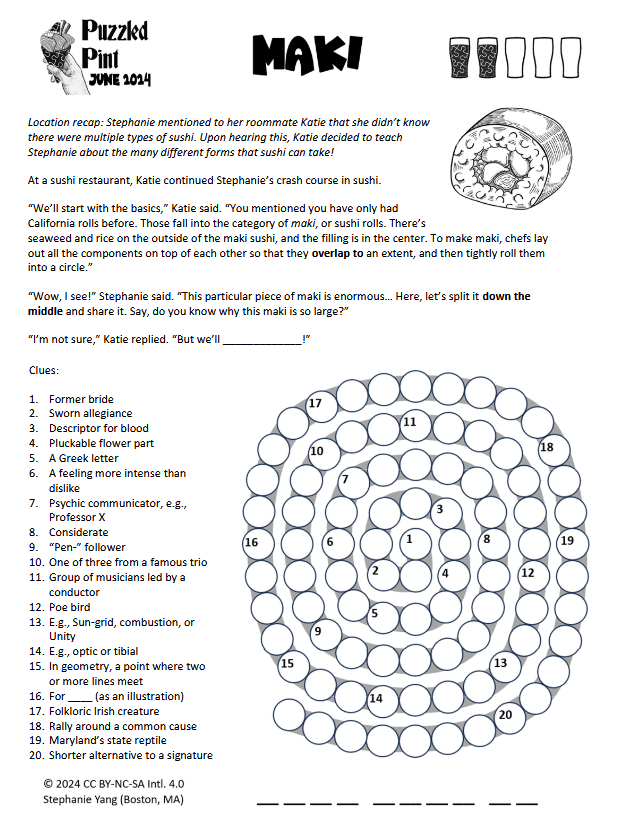 Puzzled
Pint
JUNE 2024
MAKI
Location recap: Stephanie mentioned to her roommate Katie that she didn't know
there were multiple types of sushi. Upon hearing this, Katie decided to teach
Stephanie about the many different forms that sushi can take!
At a sushi restaurant, Katie continued Stephanie's crash course in sushi.
"We'll start with the basics," Katie said. "You mentioned you have only had
California rolls before. Those fall into the category of maki, or sushi rolls. There's
seaweed and rice on the outside of the maki sushi, and the filling is in the center. To make maki, chefs lay
out all the components on top of each other so that they overlap to an extent, and then tightly roll them
into a circle."
"Wow, I see!" Stephanie said. "This particular piece of maki is enormous... Here, let's split it down the
middle and share it. Say, do you know why this maki is so large?"
"I'm not sure," Katie replied. "But we'll _____________!"
Clues:
1. Former bride
2. Sworn allegiance
3. Descriptor for blood
4. Pluckable flower part
5. A Greek letter
6. A feeling more intense than
dislike
7. Psychic communicator, e.g.,
Professor X
8. Considerate
9. "Pen-" follower
10. One of three from a famous trio
11. Group of musicians led by a
conductor
12. Poe bird
13. E.g., Sun-grid, combustion, or
Unity
14. E.g., optic or tibial
15. In geometry, a point where two
or more lines meet
16. For ____ (as an illustration)
17. Folkloric Irish creature
18. Rally around a common cause
19. Maryland's state reptile
20. Shorter alternative to a signature
17
11
18
10
7
3
16
6
1
8
19
2
4
12
5
9
15
13
14
20
© 2024 CC BY-NC-SA Intl. 4.0
Stephanie Yang (Boston, MA)
__ __ __ __ __ __ __ __ __ __ __